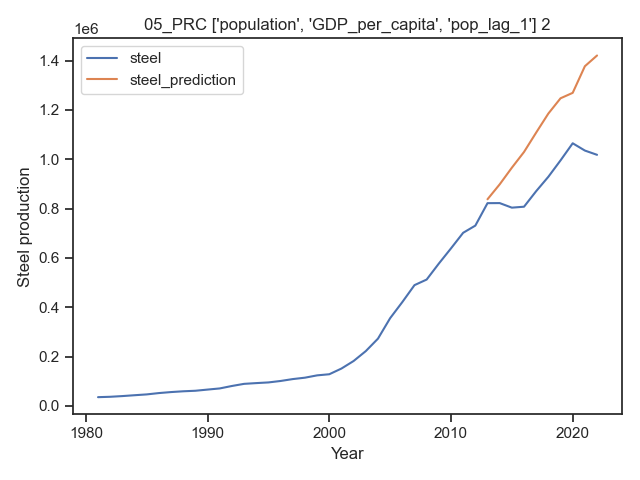 05_PRC ['population', 'GDP_per_capita', 'pop_lag_1'] 2
1e6
steel
steel_prediction
1.4
1.2
1.0
0.8
0.6
0.4
0.2
0.0
Steel production
1980
1990
2000
2010
2020
Year